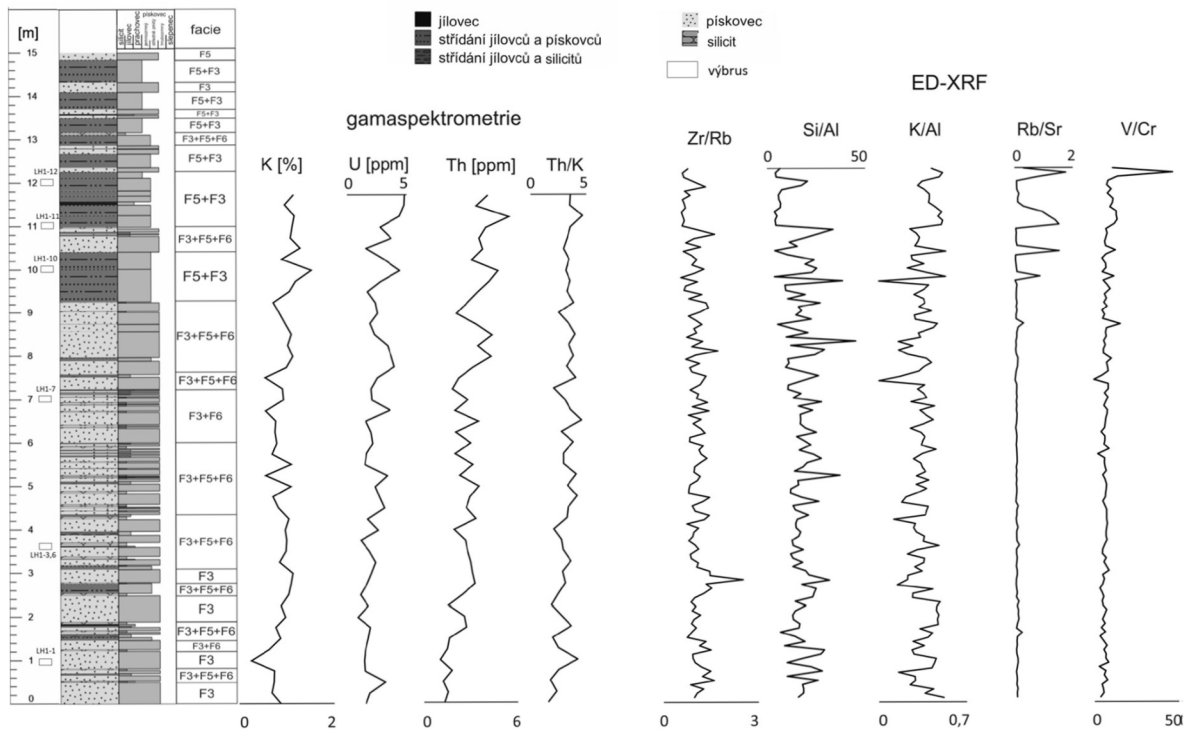 jílovec
střídání jílovců a pískovců
střídání jílovců a silicitů
pískovec
silicit
výbrus
[m]
silicit
jílovec
prachovec
pískovec
slepenec
facie
gamaspektrometrie
ED-XRF
K [%]
U [ppm]
0 5
Th [ppm]
Th/K
0 5
Zr/Rb
Si/Al
0 50
K/Al
Rb/Sr
0 2
V/Cr
15
14
13
12
11
10
9
8
7
6
5
4
3
2
1
0
LH1-12
LH1-11
LH1-10
LH1-7
LH1-3,6
LH1-1
F5
F5+F3
F3
F5+F3
F5+F3
F5+F3
F3+F5+F6
F5+F3
F5+F3
F3+F5+F6
F5+F3
F3+F5+F6
F3+F5+F6
F3+F6
F3+F5+F6
F3+F5+F6
F3
F3+F5+F6
F3
F3+F5+F6
F3+F6
F3
F3+F5+F6
F3
0 2
0 6
0 3
0 0,7
0 50